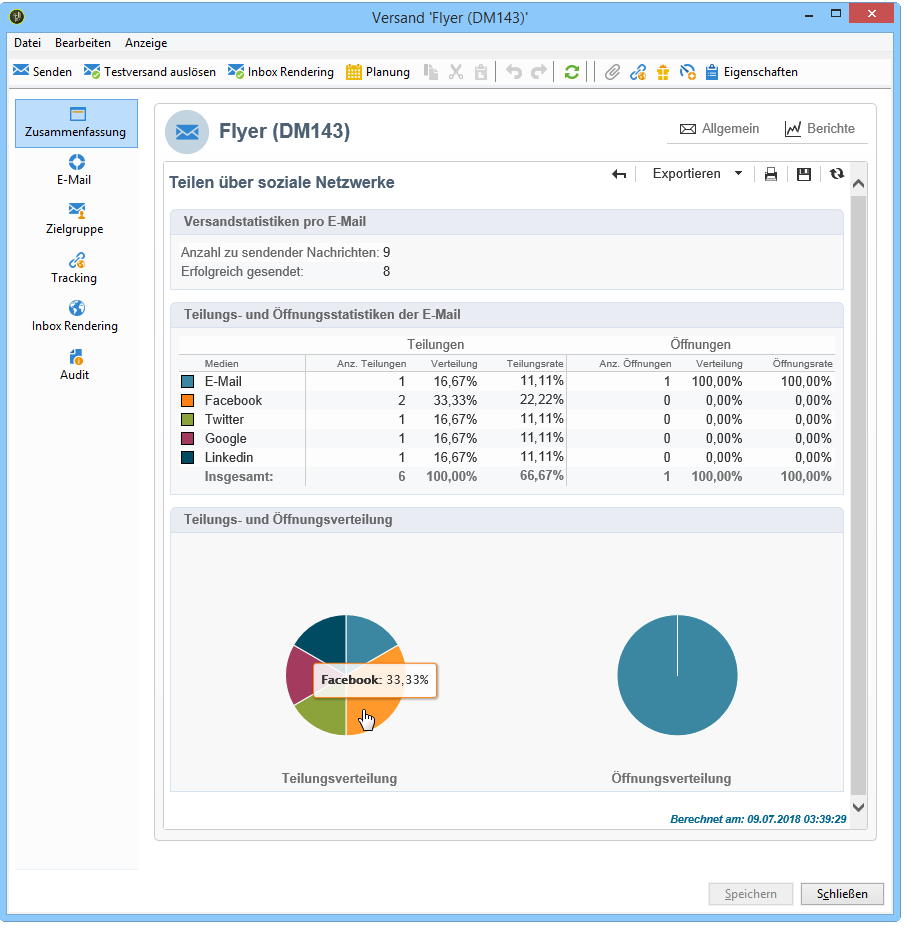 Versand 'Flyer (DM143)'
Datei Bearbeiten Anzeige
Senden Testversand auslösen Inbox Rendering Planung Eigenschaften
Zusammenfassung
E-Mail
Zielgruppe
Tracking
Inbox Rendering
Audit
Flyer (DM143)
Allgemein Berichte
Teilen über soziale Netzwerke
Exportieren
Versandstatistiken pro E-Mail
Anzahl zu sendender Nachrichten: 9
Erfolgreich gesendet: 8
Teilungs- und Öffnungsstatistiken der E-Mail
Teilungen Öffnungen
Medien Anz. Teilungen Verteilung Teilungsrate Anz. Öffnungen Verteilung Öffnungsrate
E-Mail 1 16,67% 11,11% 1 100,00% 100,00%
Facebook 2 33,33% 22,22% 0 0,00% 0,00%
Twitter 1 16,67% 11,11% 0 0,00% 0,00%
Google 1 16,67% 11,11% 0 0,00% 0,00%
Linkedin 1 16,67% 11,11% 0 0,00% 0,00%
Insgesamt: 6 100,00% 66,67% 1 100,00% 100,00%
Teilungs- und Öffnungsverteilung
Facebook: 33,33%
Teilungsverteilung Öffnungsverteilung
Berechnet am: 09.07.2018 03:39:29
Speichern Schließen